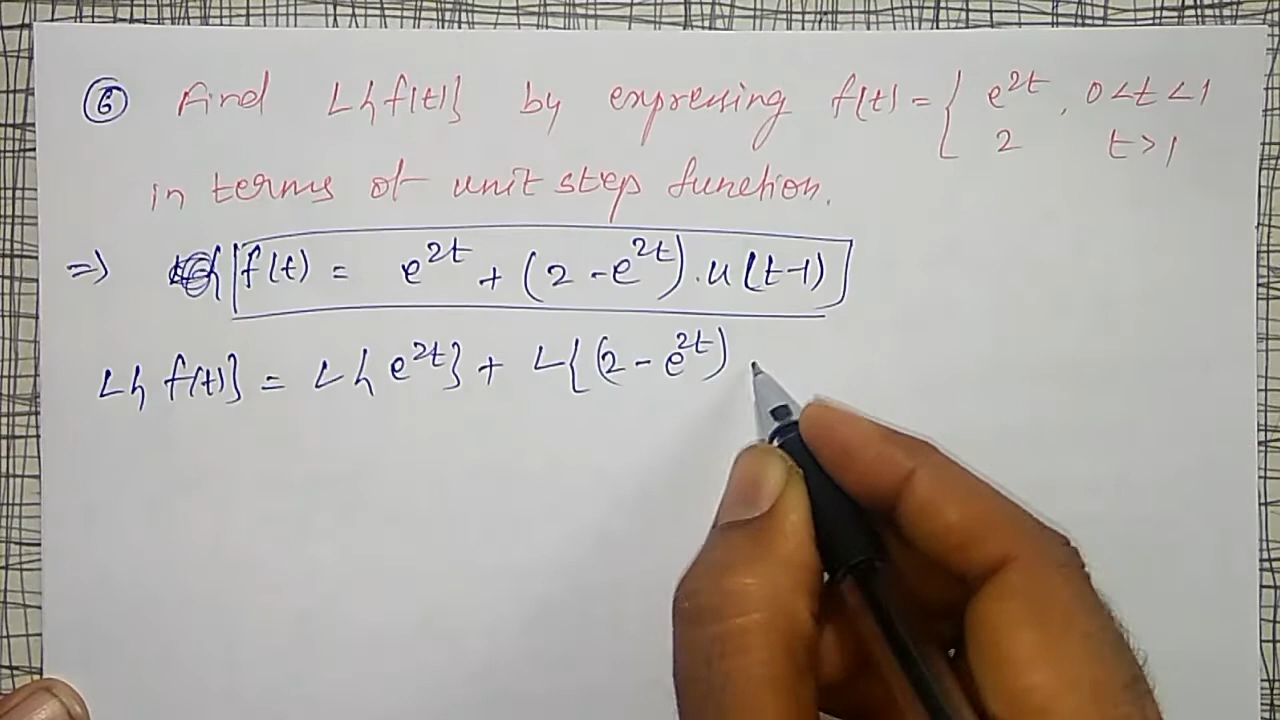 ⑥ Find L{f(t)} by expressing f(t) = { e^{2t}, 0<t<1
2 t>1
in terms of unit step function.
=> f(t) = e^{2t} + (2 - e^{2t}).u(t-1)
L{f(t)} = L{e^{2t}} + L{(2 - e^{2t})